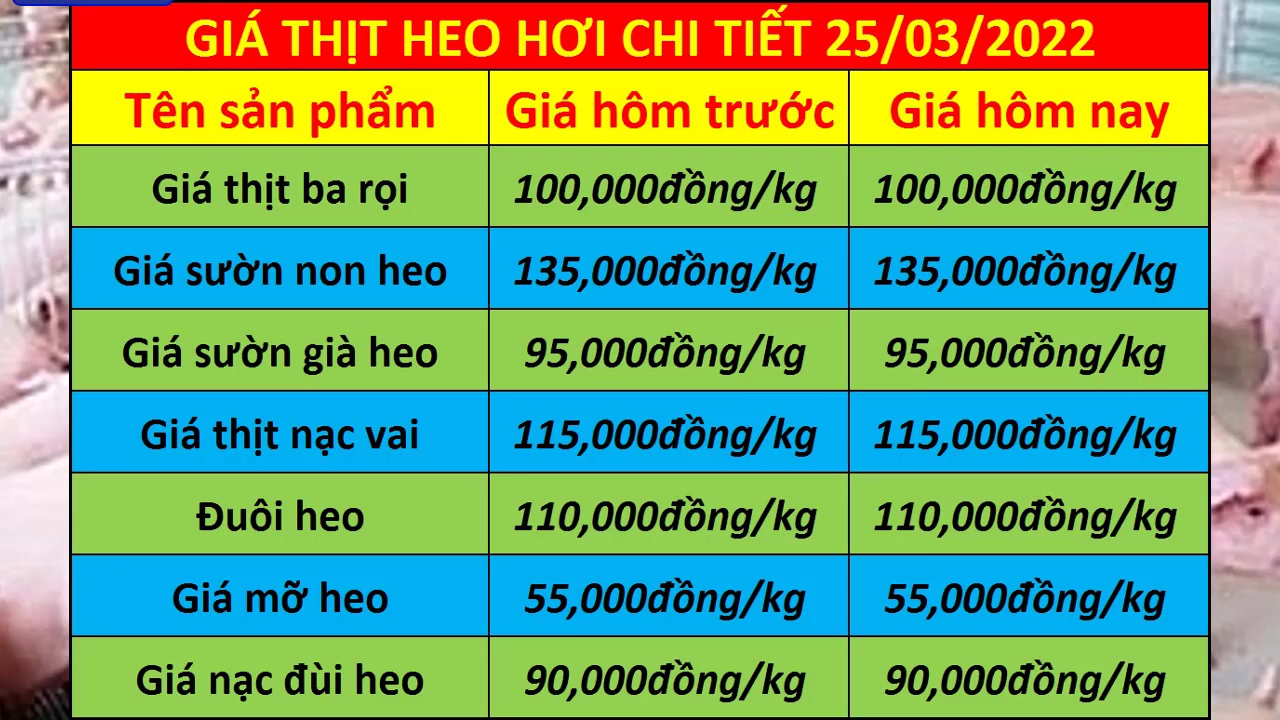 GIÁ THỊT HEO HƠI CHI TIẾT 25/03/2022
Tên sản phẩm Giá hôm trước Giá hôm nay
Giá thịt ba rọi 100,000đồng/kg 100,000đồng/kg
Giá sườn non heo 135,000đồng/kg 135,000đồng/kg
Giá sườn già heo 95,000đồng/kg 95,000đồng/kg
Giá thịt nạc vai 115,000đồng/kg 115,000đồng/kg
Đuôi heo 110,000đồng/kg 110,000đồng/kg
Giá mỡ heo 55,000đồng/kg 55,000đồng/kg
Giá nạc đùi heo 90,000đồng/kg 90,000đồng/kg